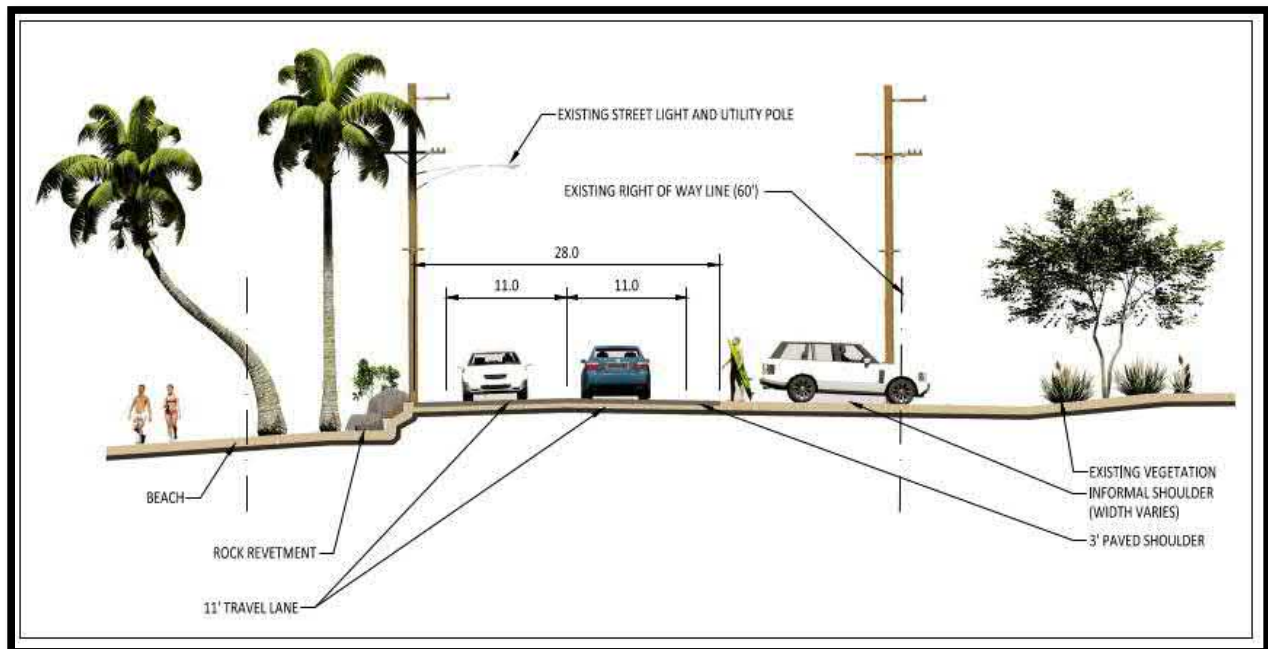 EXISTING STREET LIGHT AND UTILITY POLE
EXISTING RIGHT OF WAY LINE (60')
28.0
11.0
11.0
EXISTING VEGETATION
BEACH
INFORMAL SHOULDER
(WIDTH VARIES)
3' PAVED SHOULDER
ROCK REVETMENT
11' TRAVEL LANE